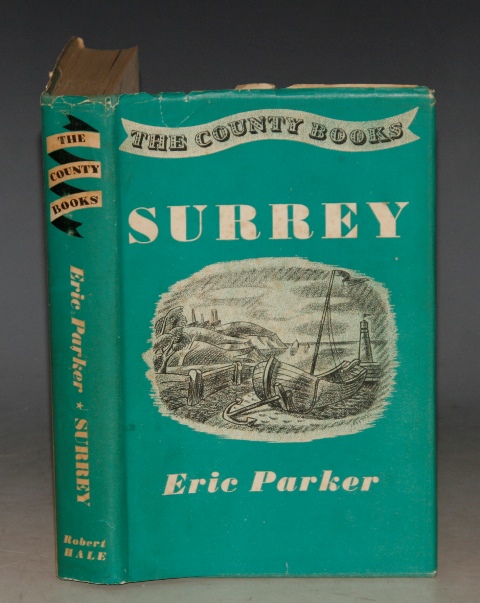 THE COUNTY BOOKS
SURREY
Eric Parker
THE
COUNTY
BOOKS
Eric Parker ★ SURREY
Robert
HALE